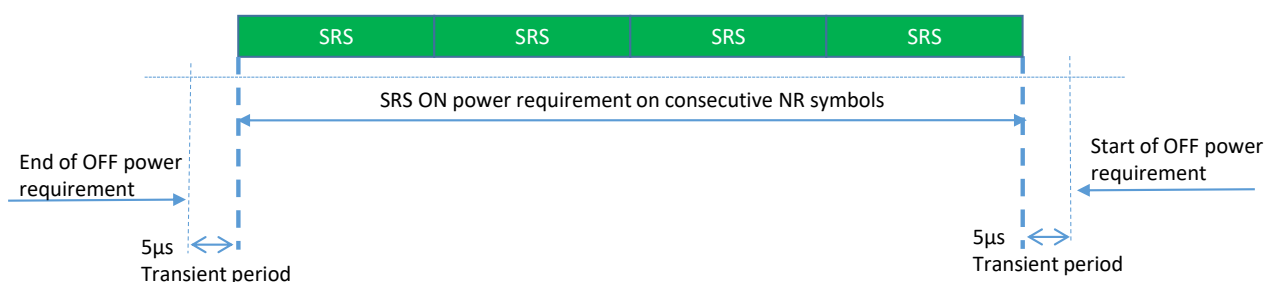 SRS SRS SRS SRS
SRS ON power requirement on consecutive NR symbols
End of OFF power
requirement
Start of OFF power
requirement
5µs
Transient period
5µs
Transient period